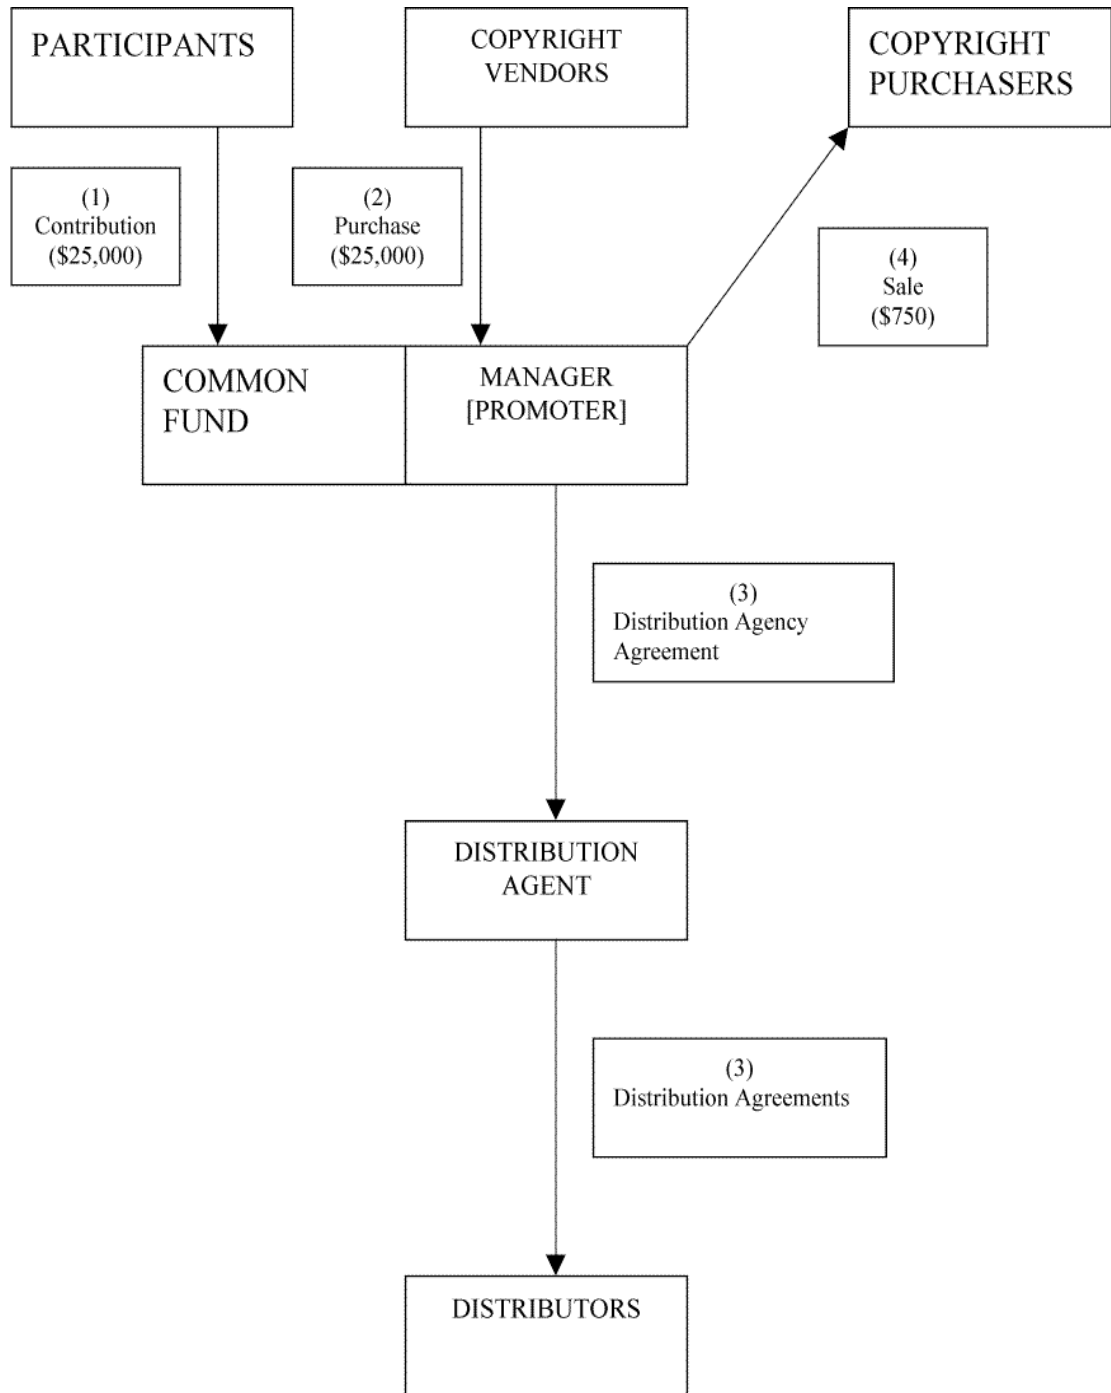 PARTICIPANTS
COPYRIGHT
VENDORS
COPYRIGHT
PURCHASERS
(1)
Contribution
($25,000)
(2)
Purchase
($25,000)
(4)
Sale
($750)
COMMON
FUND
MANAGER
[PROMOTER]
(3)
Distribution Agency
Agreement
DISTRIBUTION
AGENT
(3)
Distribution Agreements
DISTRIBUTORS